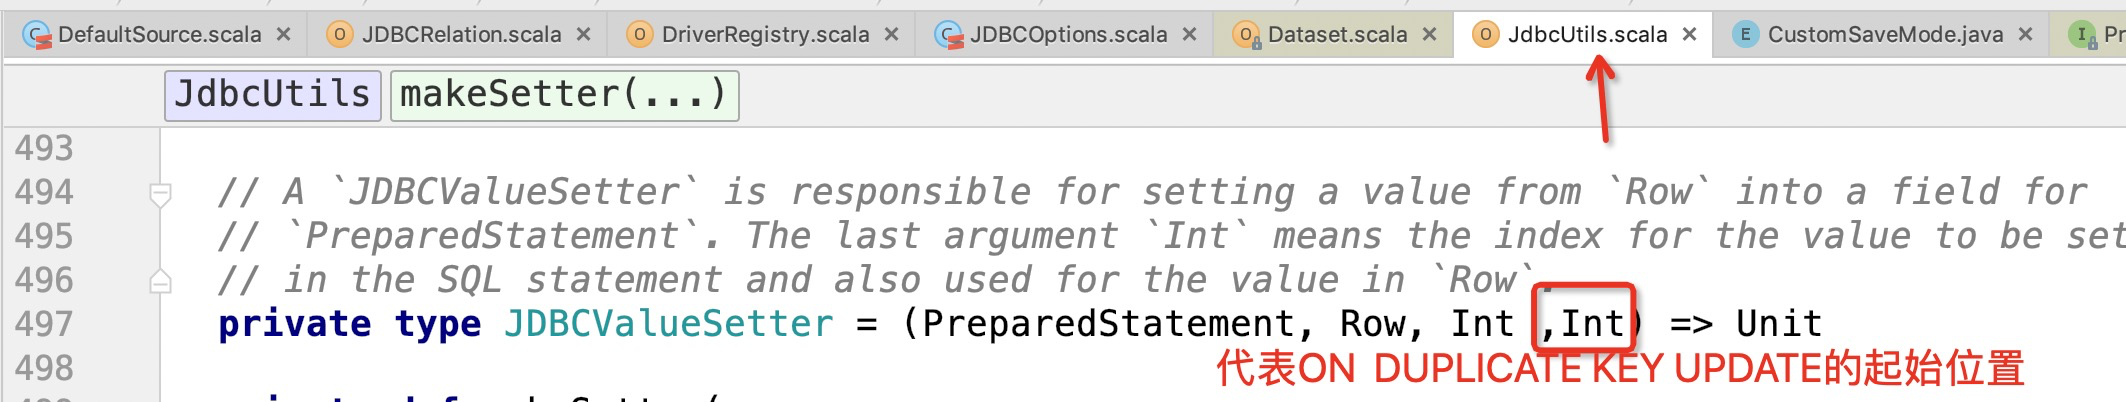 DefaultSource.scala JDBCRelation.scala DriverRegistry.scala JDBCOptions.scala Dataset.scala JdbcUtils.scala CustomSaveMode.java Pr
JdbcUtils makeSetter(...)
493
494 // A `JDBCValueSetter` is responsible for setting a value from `Row` into a field for
495 // `PreparedStatement`. The last argument `Int` means the index for the value to be set
496 // in the SQL statement and also used for the value in `Row`.
497 private type JDBCValueSetter = (PreparedStatement, Row, Int ,Int) => Unit
498 代表ON DUPLICATE KEY UPDATE的起始位置